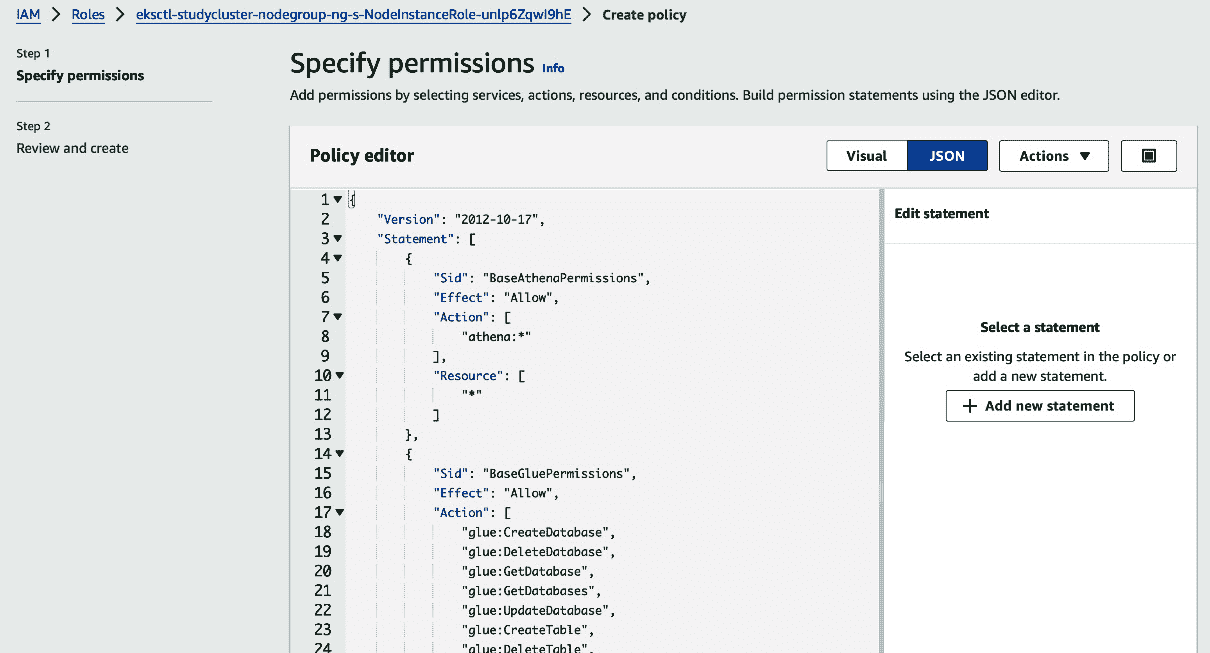 IAM > Roles > eksctl-studycluster-nodegroup-ng-s-NodeInstanceRole-unlp6ZqwI9hE > Create policy
Step 1
Specify permissions
Step 2
Review and create
Specify permissions Info
Add permissions by selecting services, actions, resources, and conditions. Build permission statements using the JSON editor.
Policy editor
Visual JSON Actions ▼
1 {
2 "Version": "2012-10-17",
3 "Statement": [
4 {
5 "Sid": "BaseAthenaPermissions",
6 "Effect": "Allow",
7 "Action": [
8 "athena:*"
9 ],
10 "Resource": [
11 "*"
12 ]
13 },
14 {
15 "Sid": "BaseGluePermissions",
16 "Effect": "Allow",
17 "Action": [
18 "glue:CreateDatabase",
19 "glue:DeleteDatabase",
20 "glue:GetDatabase",
21 "glue:GetDatabases",
22 "glue:UpdateDatabase",
23 "glue:CreateTable",
24 "glue:DeleteTable",
Edit statement
Select a statement
Select an existing statement in the policy or
add a new statement.
+ Add new statement